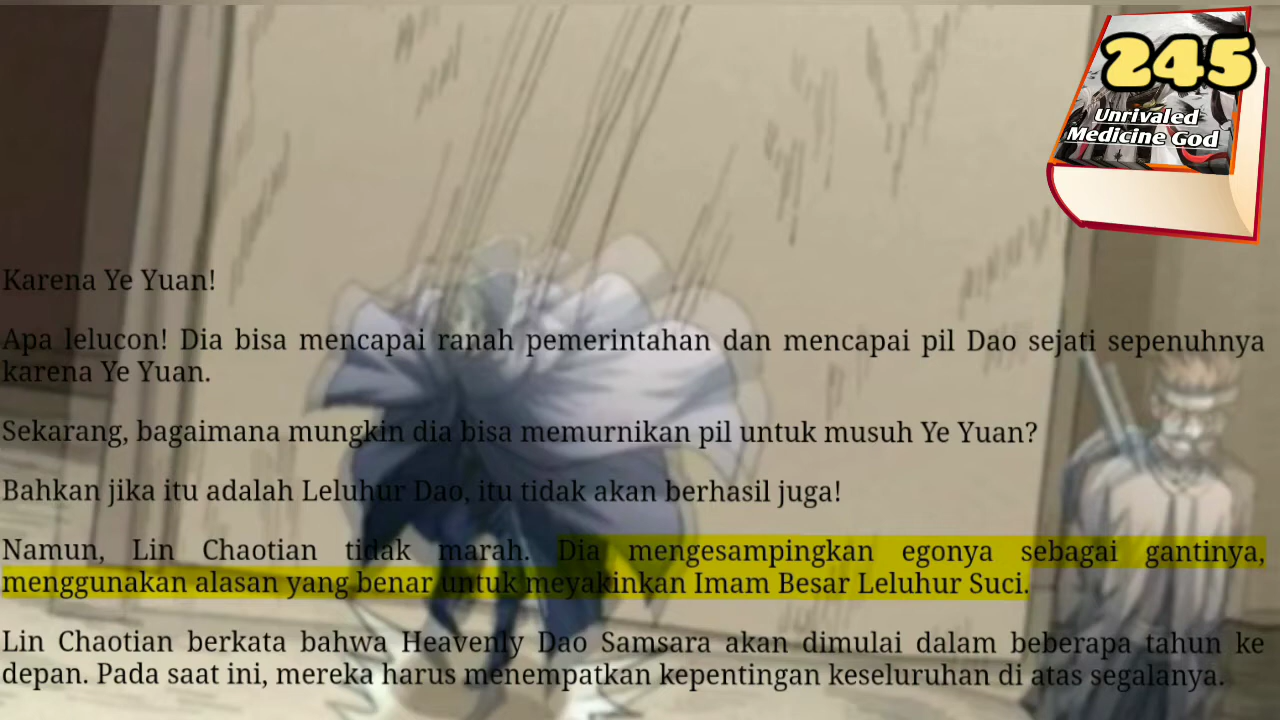 245
Unrivaled
Medicine God
Karena Ye Yuan!
Apa lelucon! Dia bisa mencapai ranah pemerintahan dan mencapai pil Dao sejati sepenuhnya
karena Ye Yuan.
Sekarang, bagaimana mungkin dia bisa memurnikan pil untuk musuh Ye Yuan?
Bahkan jika itu adalah Leluhur Dao, itu tidak akan berhasil juga!
Namun, Lin Chaotian tidak marah. Dia mengesampingkan egonya sebagai gantinya,
menggunakan alasan yang benar untuk meyakinkan Imam Besar Leluhur Suci.
Lin Chaotian berkata bahwa Heavenly Dao Samsara akan dimulai dalam beberapa tahun ke
depan. Pada saat ini, mereka harus menempatkan kepentingan keseluruhan di atas segalanya.